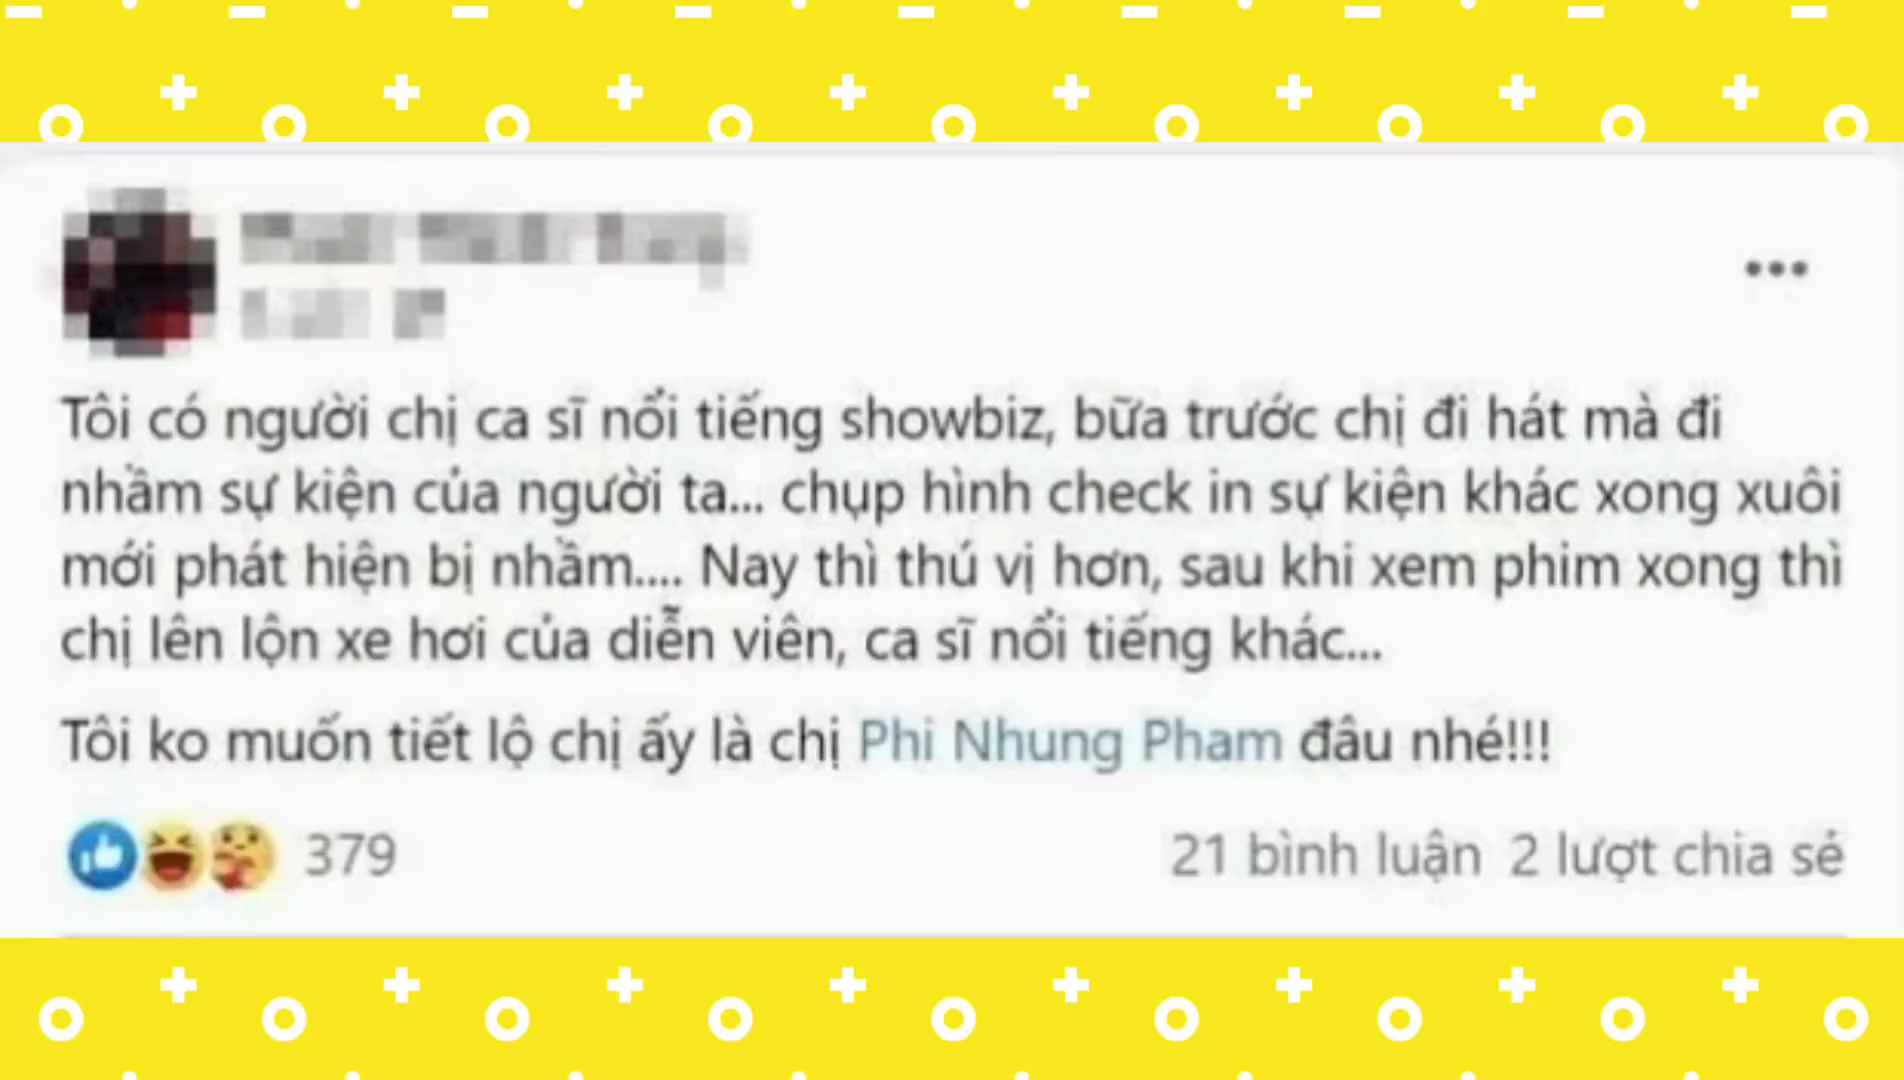 Tôi có người chị ca sĩ nổi tiếng showbiz, bữa trước chị đi hát mà đi
nhầm sự kiện của người ta... chụp hình check in sự kiện khác xong xuôi
mới phát hiện bị nhầm.... Nay thì thú vị hơn, sau khi xem phim xong thì
chị lên lộn xe hơi của diễn viên, ca sĩ nổi tiếng khác...
Tôi ko muốn tiết lộ chị ấy là chị Phi Nhung Pham đâu nhé!!!
379
21 bình luận 2 lượt chia sẻ